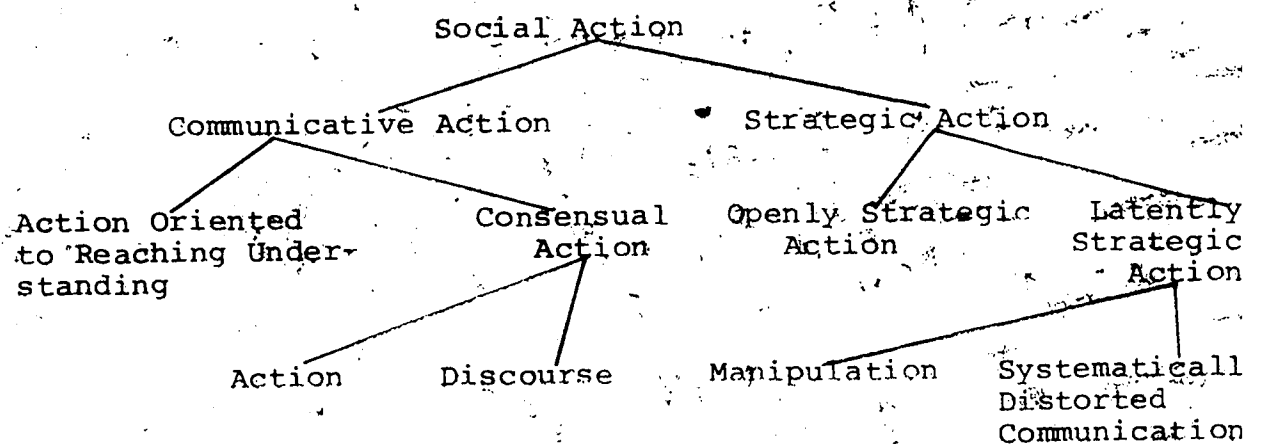 Social Action
Communicative Action
Strategic Action
Action Oriented
to Reaching Under-
standing
Consensual
Action
Openly Strategic
Action
Latently
Strategic
Action
Action
Discourse
Manipulation
Systematicall
Distorted
Communication